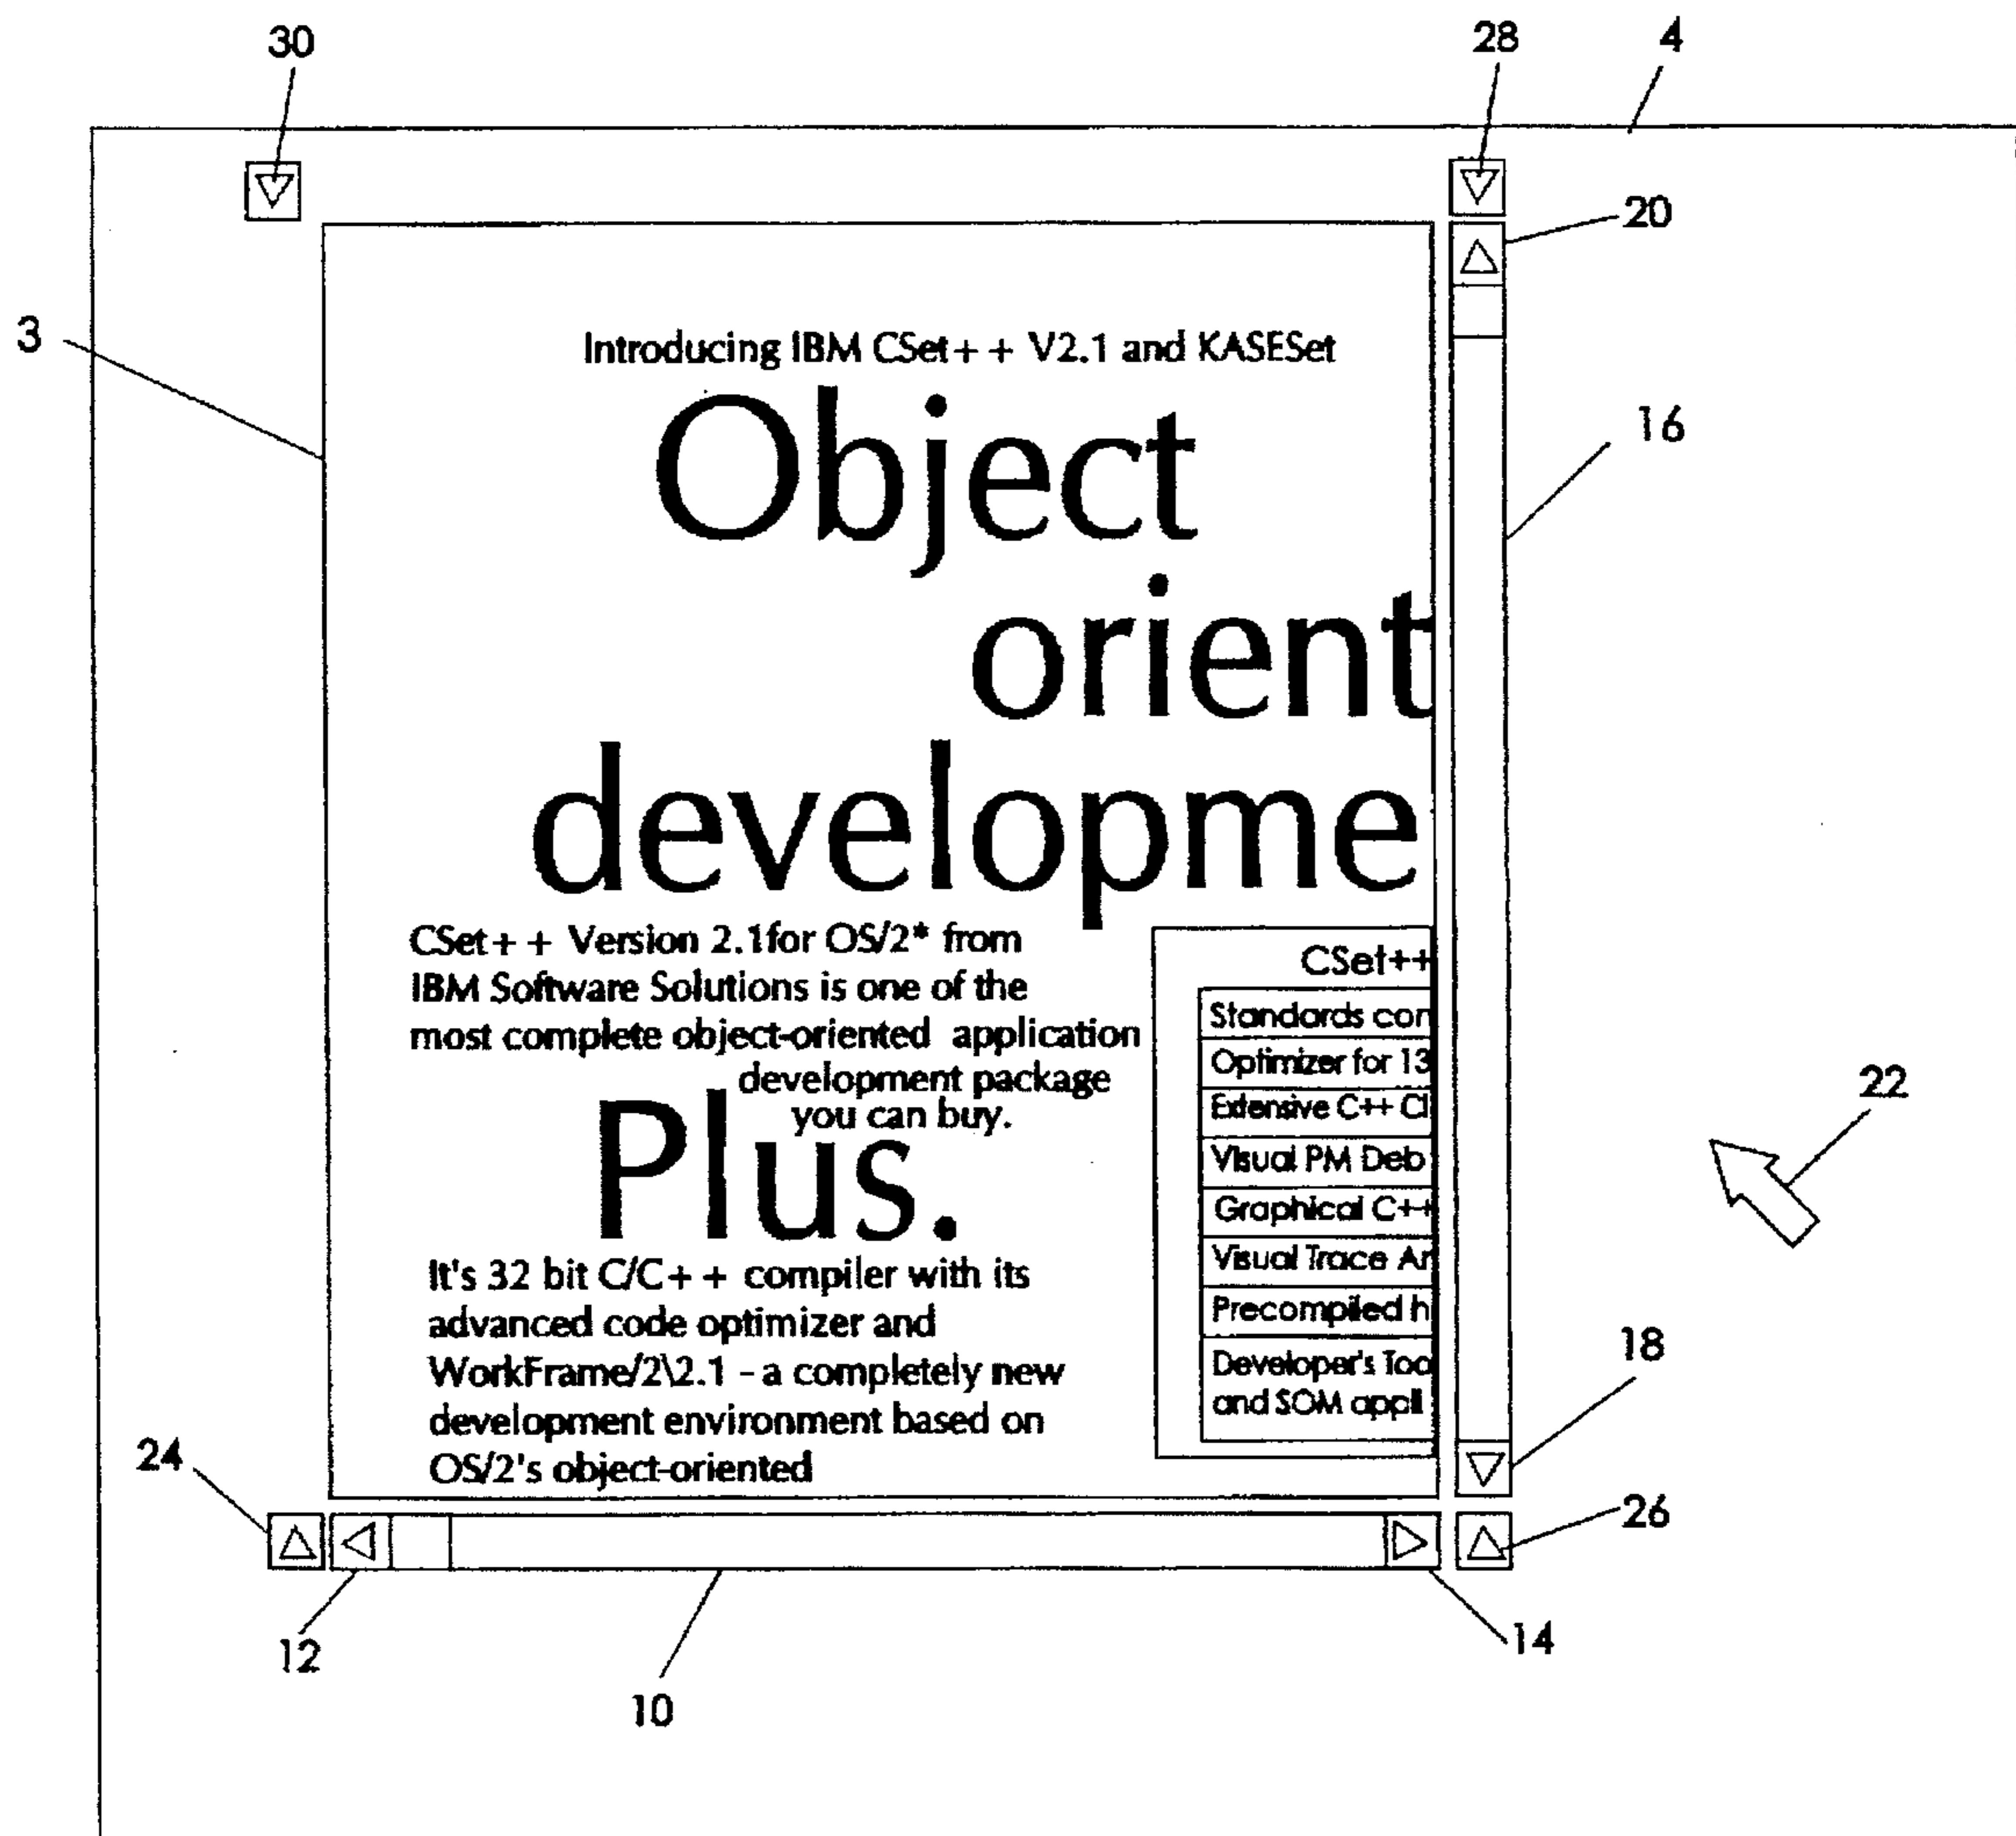 30
28
4
20
3
Introducing IBM CSet++ V2.1 and KASESet
16
Object
orient
developme
CSet++ Version 2.1for OS/2* from
IBM Software Solutions is one of the
most complete object-oriented application
development package
you can buy.
CSet++
Standards con
Optimizer for 13
Extensive C++ Cl
Visual PM Deb
Graphical C++
Visual Trace An
Precompiled h
Developer's Too
and SOM appli
22
Plus.
It's 32 bit C/C++ compiler with its
advanced code optimizer and
WorkFrame/2\2.1 - a completely new
development environment based on
OS/2's object-oriented
18
24
26
12
14
10